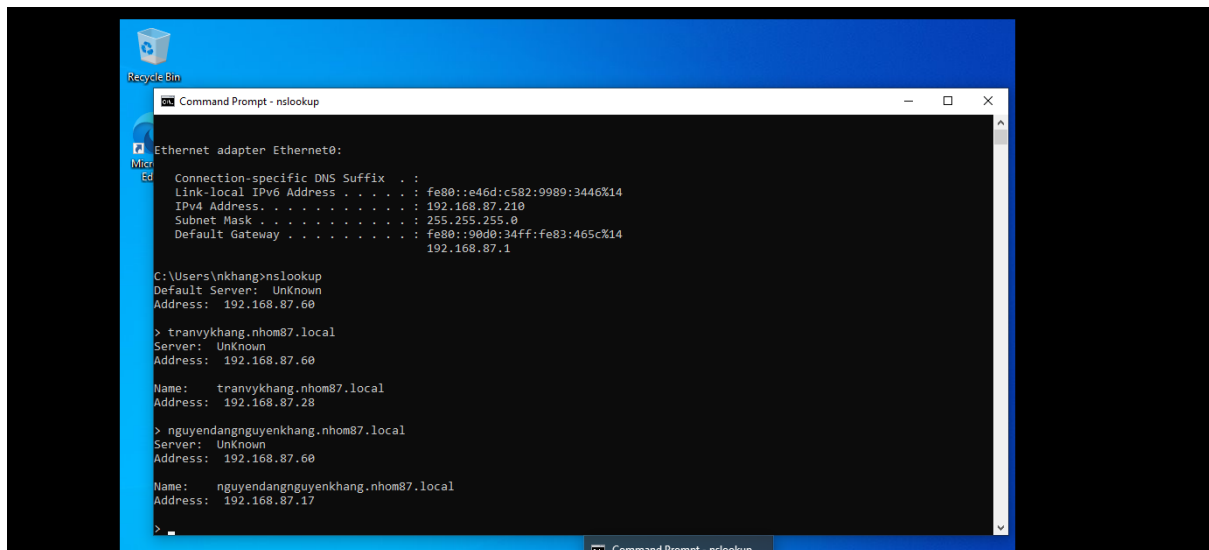 Recycle Bin
Command Prompt - nslookup
Micr
Ed
Ethernet adapter Ethernet0:
Connection-specific DNS Suffix  . :
Link-local IPv6 Address . . . . . : fe80::e46d:c582:9989:3446%14
IPv4 Address. . . . . . . . . . . : 192.168.87.210
Subnet Mask . . . . . . . . . . . : 255.255.255.0
Default Gateway . . . . . . . . . : fe80::90d0:34ff:fe83:465c%14
192.168.87.1
C:\Users\nkhang>nslookup
Default Server:  UnKnown
Address:  192.168.87.60
> tranvykhang.nhom87.local
Server:  UnKnown
Address:  192.168.87.60
Name:    tranvykhang.nhom87.local
Address:  192.168.87.28
> nguyendangnguyenkhang.nhom87.local
Server:  UnKnown
Address:  192.168.87.60
Name:    nguyendangnguyenkhang.nhom87.local
Address:  192.168.87.17
>
Command Prompt - nslookup